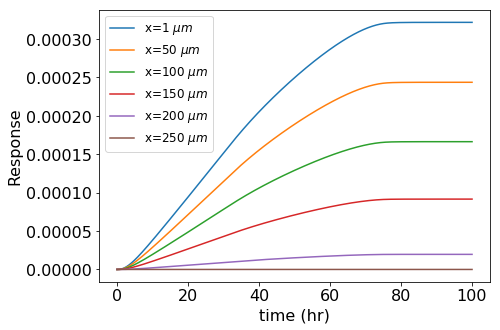 x=1 μm
x=50 μm
x=100 μm
x=150 μm
x=200 μm
x=250 μm
Response
0.00030
0.00025
0.00020
0.00015
0.00010
0.00005
0.00000
0 20 40 60 80 100
time (hr)